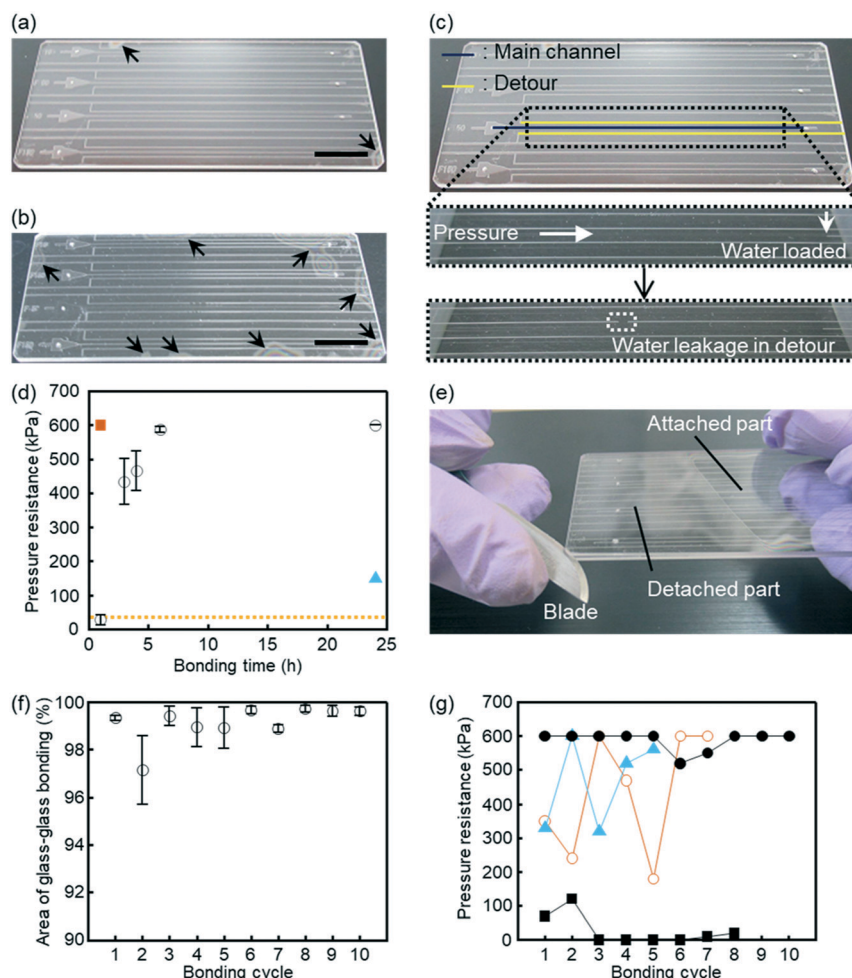 (a)
(b)
(c)
: Main channel
: Detour
Pressure
Water loaded
Water leakage in detour
(d)
Pressure resistance (kPa)
700
600
500
400
300
200
100
0
0 5 10 15 20 25
Bonding time (h)
(e)
Attached part
Detached part
Blade
(f)
Area of glass-glass bonding (%)
100
98
96
94
92
90
1 2 3 4 5 6 7 8 9 10
Bonding cycle
(g)
Pressure resistance (kPa)
700
600
500
400
300
200
100
0
1 2 3 4 5 6 7 8 9 10
Bonding cycle